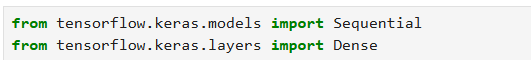 from tensorflow.keras.models import Sequential
from tensorflow.keras.layers import Dense